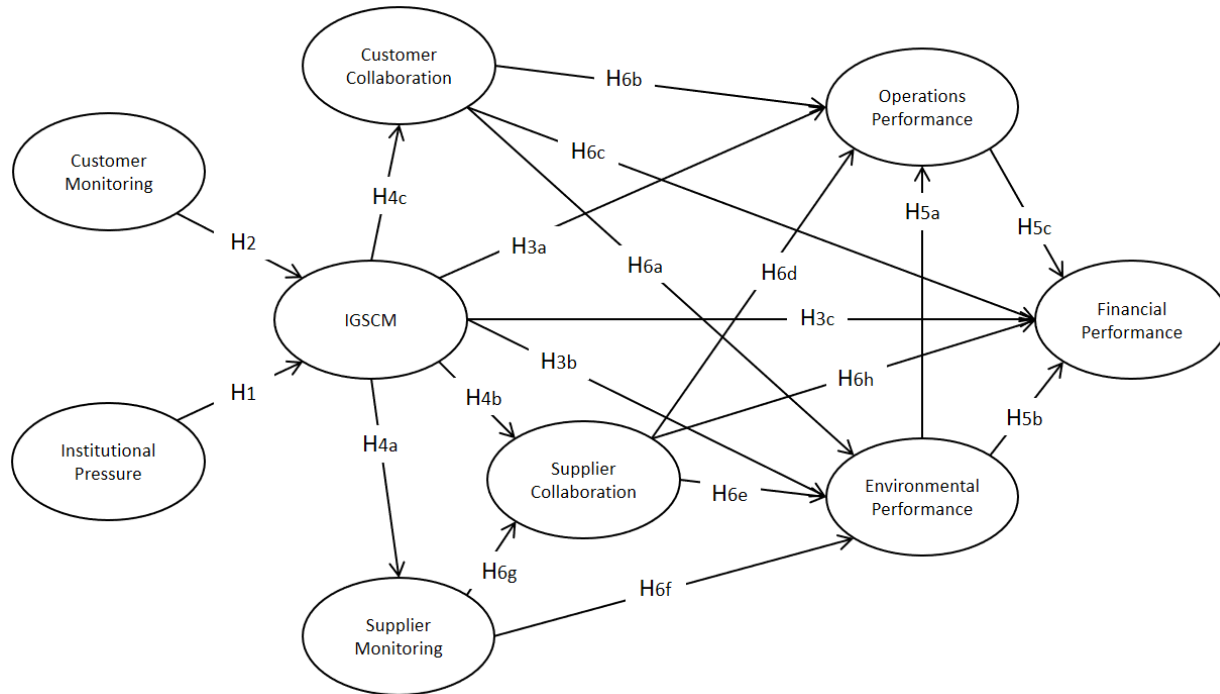 Customer
Collaboration
Operations
Performance
H6b
Customer
Monitoring
H6c
H4c
H5a
H5c
H2
H3a
H6a
H6d
IGSCM
H3c
Financial
Performance
H3b
H1
H4b
H6h
H5b
H4a
Institutional
Pressure
Supplier
Collaboration
H6e
Environmental
Performance
H6g
H6f
Supplier
Monitoring